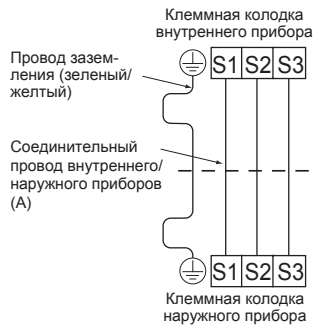 Клеммная колодка
внутреннего прибора
Провод зазем-
ления (зеленый/
желтый)
S1 S2 S3
Соединительный
провод внутреннего/
наружного приборов
(A)
S1 S2 S3
Клеммная колодка
наружного прибора